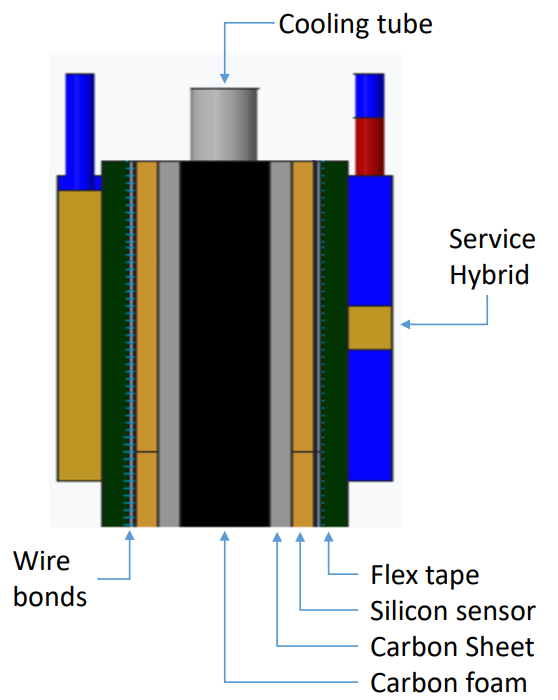 Cooling tube
Service
Hybrid
Wire
bonds
Flex tape
Silicon sensor
Carbon Sheet
Carbon foam